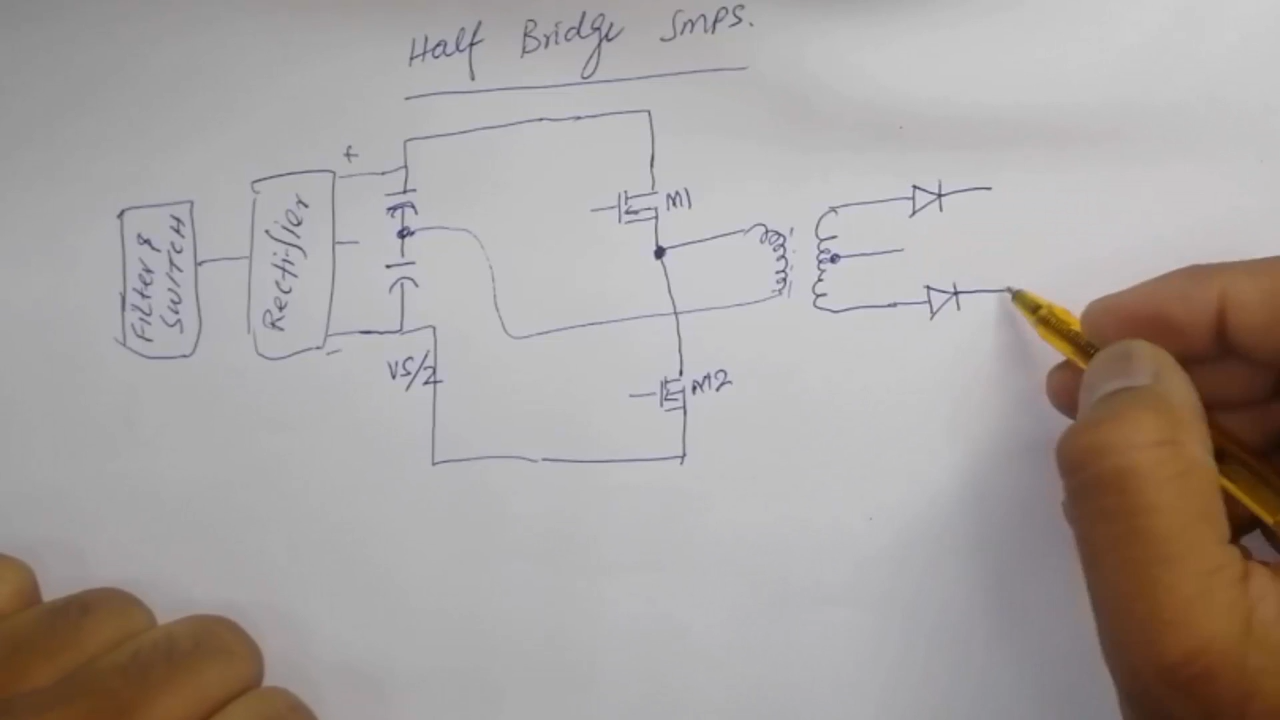 Half Bridge SMPS.
+
M1
Filter &
SWITCH
Rectifier
-
VS/2
M2